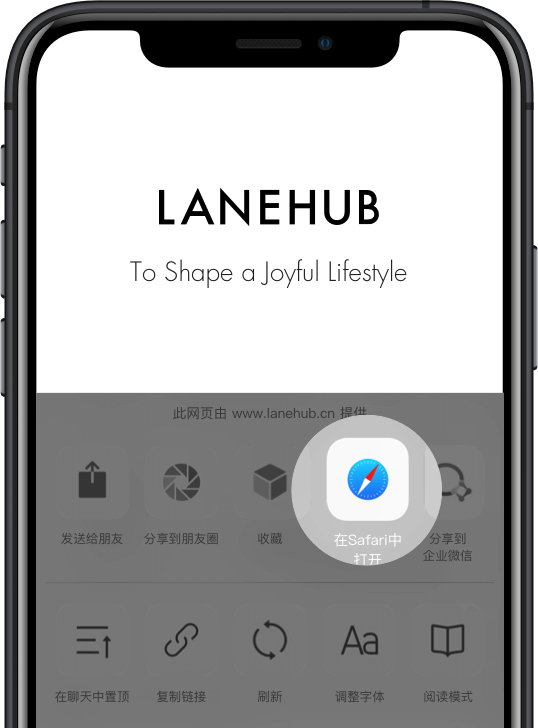 LANEHUB
To Shape a Joyful Lifestyle
此网页由 www.lanehub.cn 提供
发送给朋友
分享到朋友圈
收藏
在Safari中
打开
分享到
企业微信
Aa
在聊天中置顶
复制链接
刷新
调整字体
阅读模式